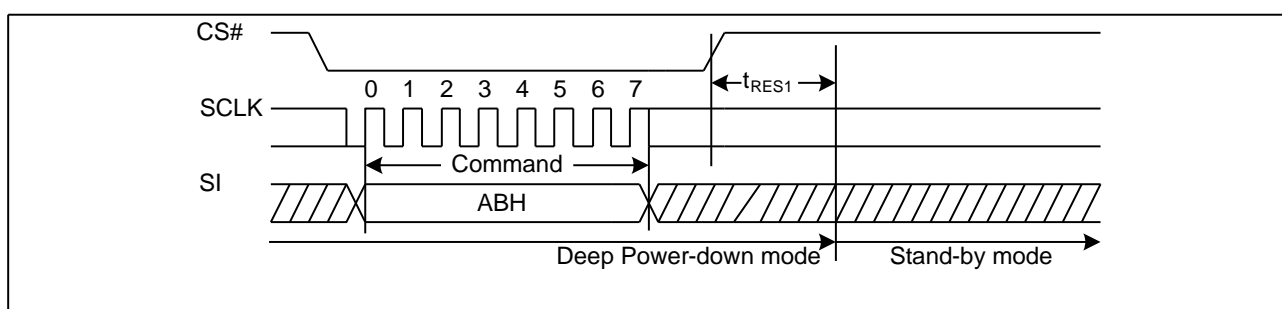 CS#
tRES1
0 1 2 3 4 5 6 7
SCLK
Command
SI
ABH
Deep Power-down mode Stand-by mode